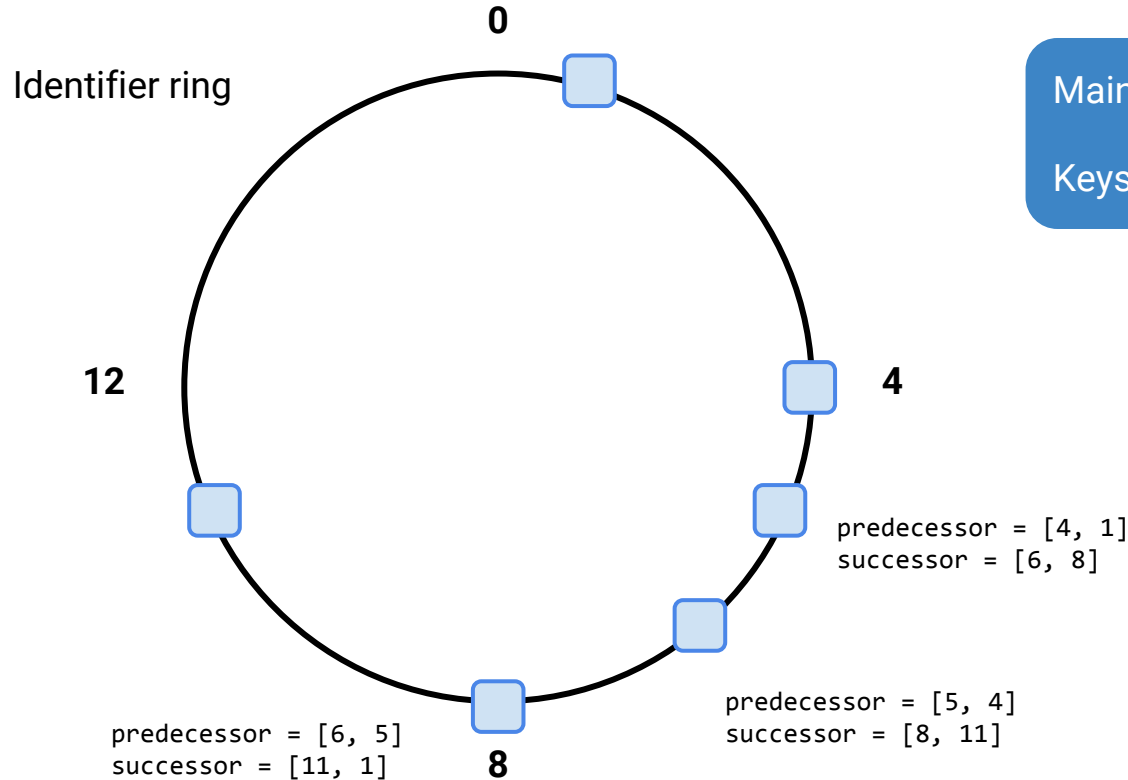 0
Identifier ring
Main
Keys
12
4
predecessor = [4, 1]
successor = [6, 8]
predecessor = [5, 4]
successor = [8, 11]
predecessor = [6, 5]
successor = [11, 1]
8